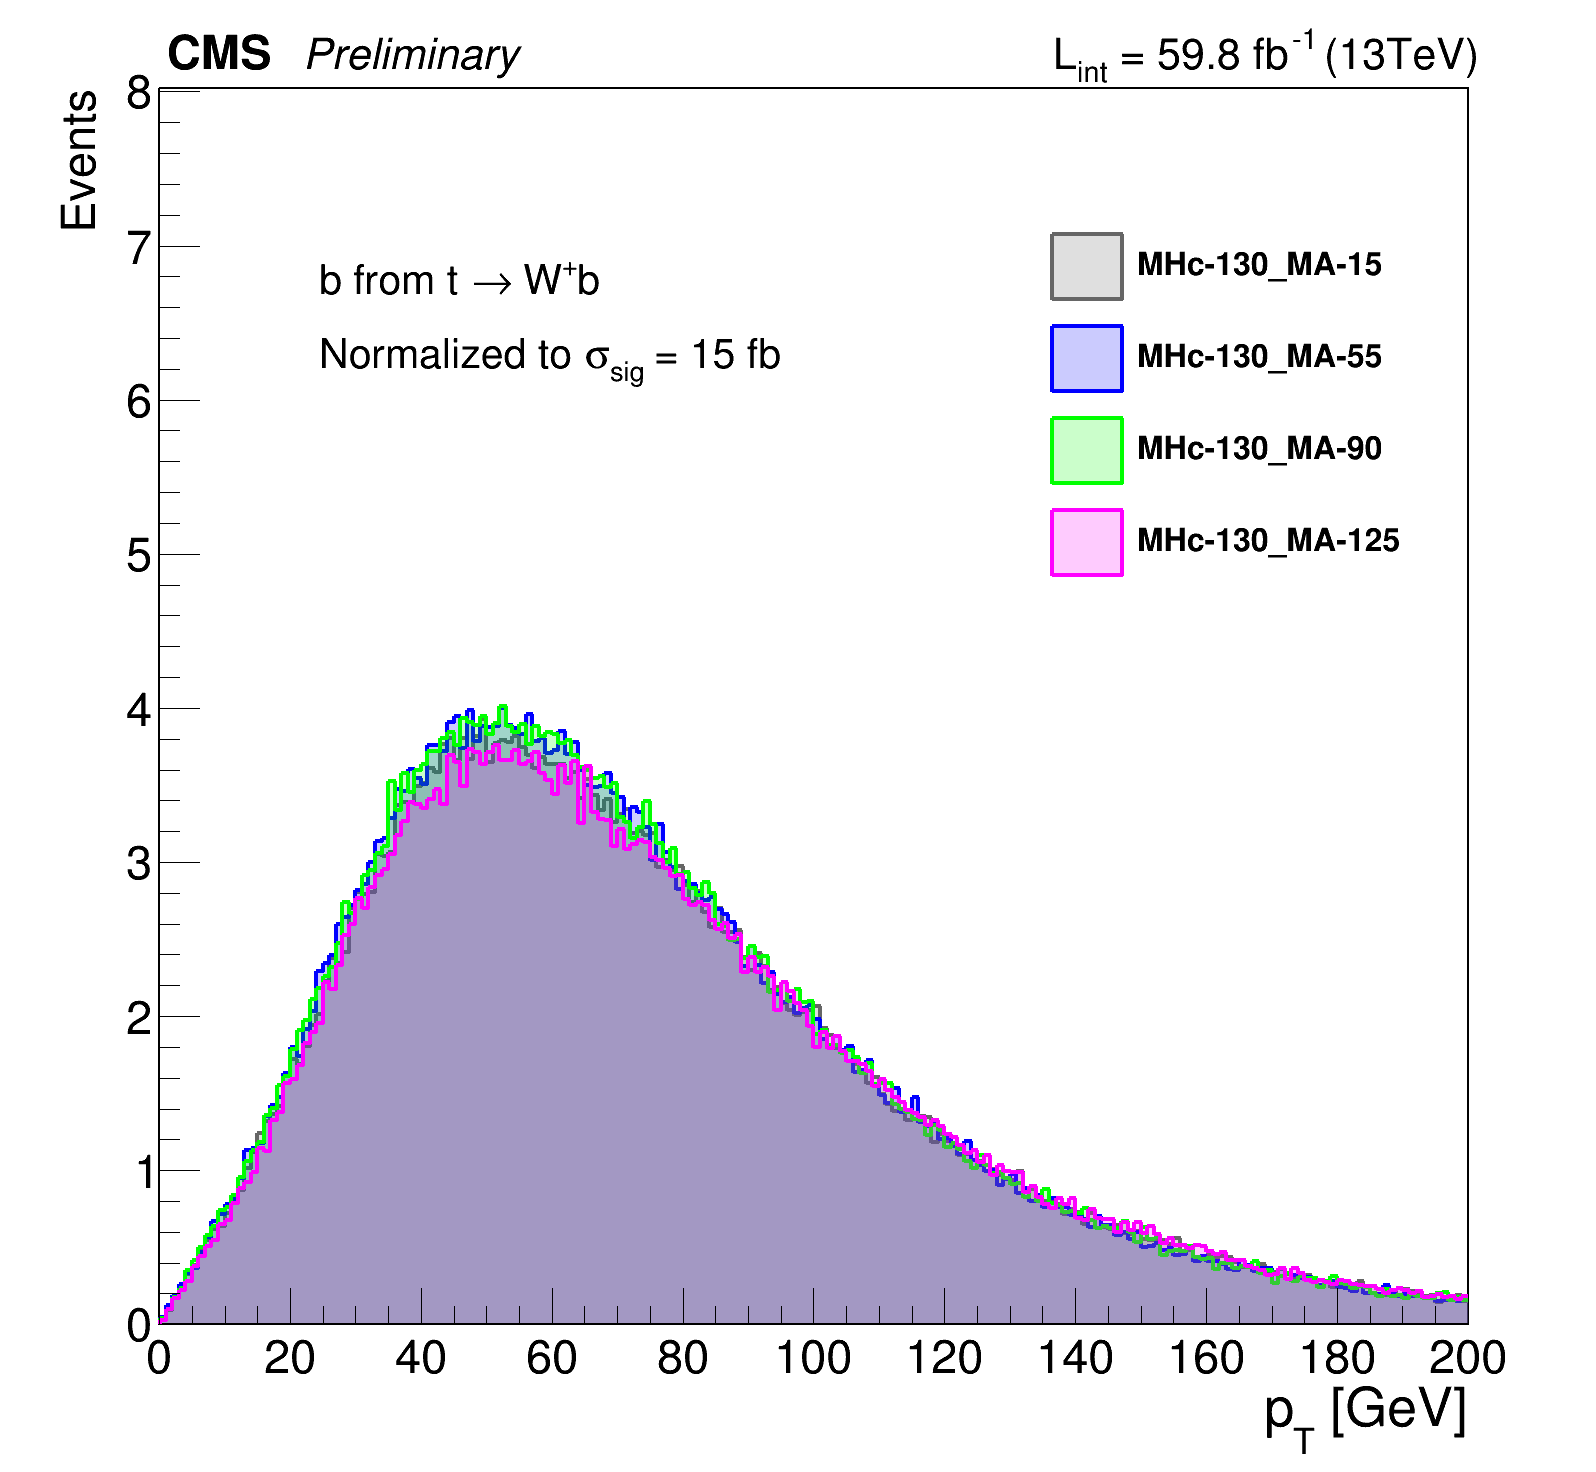 CMS Preliminary L_int = 59.8 fb^-1 (13TeV)
Events
8
7
6
5
4
3
2
1
0
b from t → W⁺b
Normalized to σ_sig = 15 fb
MHc-130_MA-15
MHc-130_MA-55
MHc-130_MA-90
MHc-130_MA-125
0 20 40 60 80 100 120 140 160 180 200
p_T [GeV]